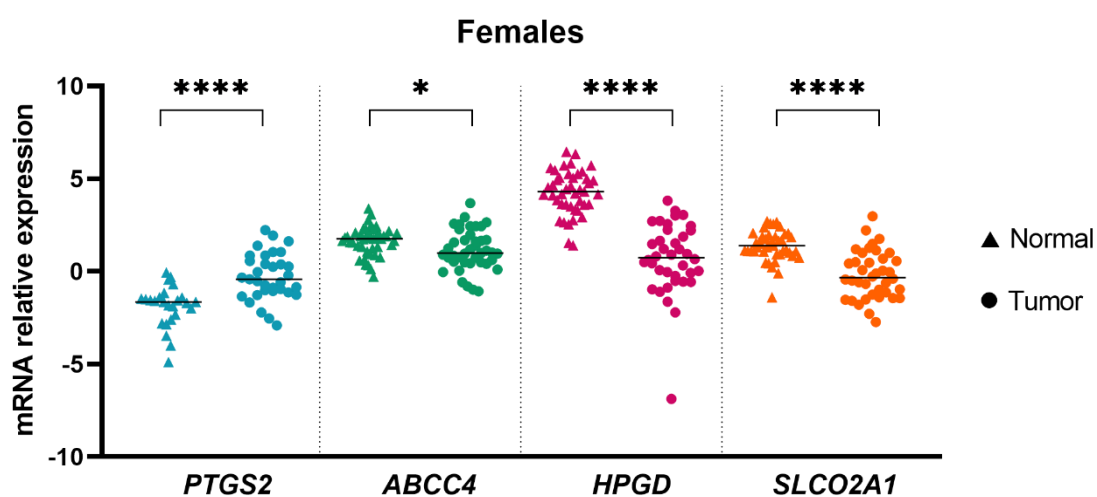 Females
**** * **** ****
mRNA relative expression
10
5
0
-5
-10
PTGS2 ABCC4 HPGD SLCO2A1
Normal
Tumor